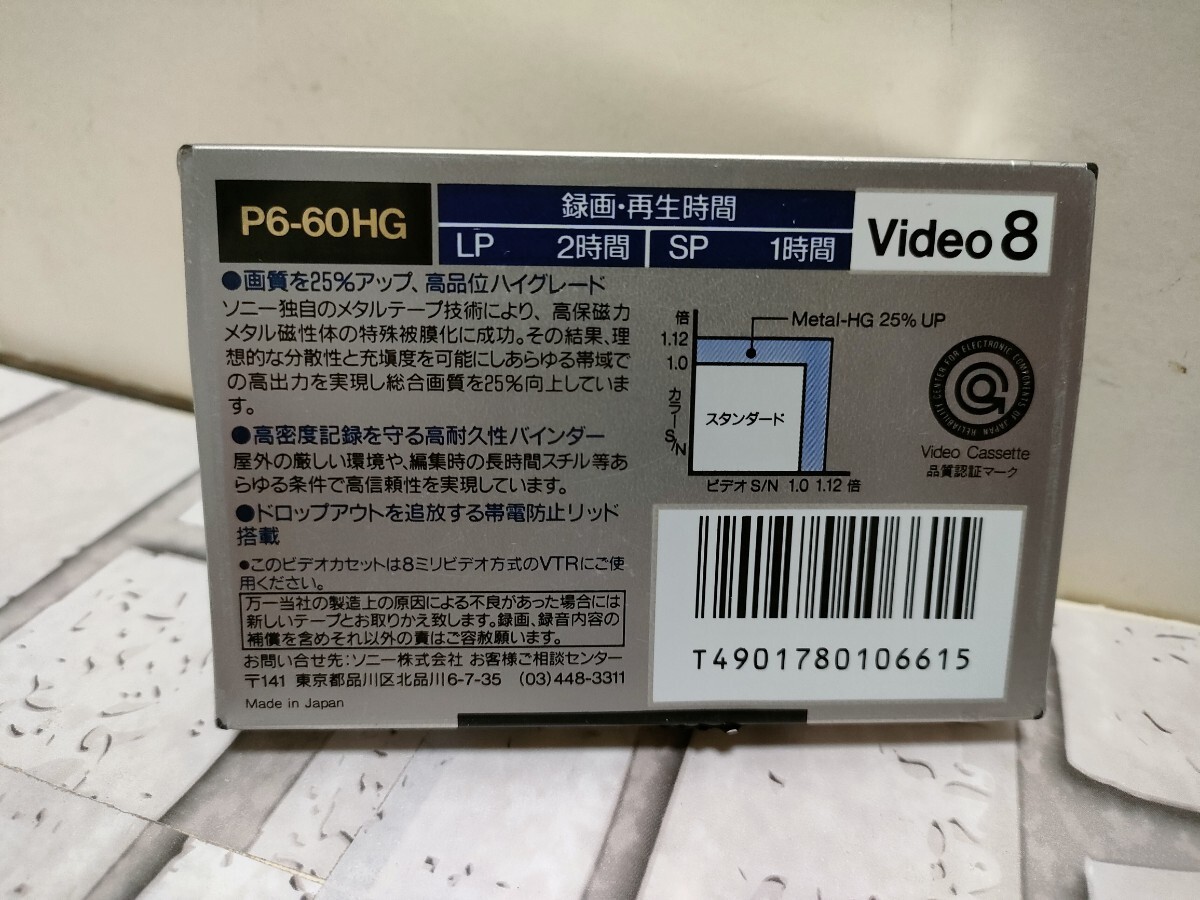 P6-60HG
録画・再生時間
LP 2時間 SP 1時間
Video 8
●画質を25%アップ、高品位ハイグレード
ソニー独自のメタルテープ技術により、高保磁力
メタル磁性体の特殊被膜化に成功。その結果、理
想的な分散性と充塡度を可能にしあらゆる帯域で
の高出力を実現し総合画質を25%向上していま
す。
●高密度記録を守る高耐久性バインダー
屋外の厳しい環境や、編集時の長時間スチル等あ
らゆる条件で高信頼性を実現しています。
●ドロップアウトを追放する帯電防止リッド
搭載
●このビデオカセットは8ミリビデオ方式のVTRにご使
用ください。
万一当社の製造上の原因による不良があった場合には
新しいテープとお取りかえ致します。録画、録音内容の
補償を含めそれ以外の責はご容赦願います。
お問い合せ先:ソニー株式会社 お客様ご相談センター
〒141 東京都品川区北品川6-7-35 (03)448-3311
Made in Japan
倍
1.12
1.0
カラーS/N
Metal-HG 25% UP
スタンダード
ビデオS/N 1.0 1.12 倍
RELIABILITY CENTER FOR ELECTRONIC COMPONENTS OF JAPAN
Video Cassette
品質認証マーク
T4901780106615